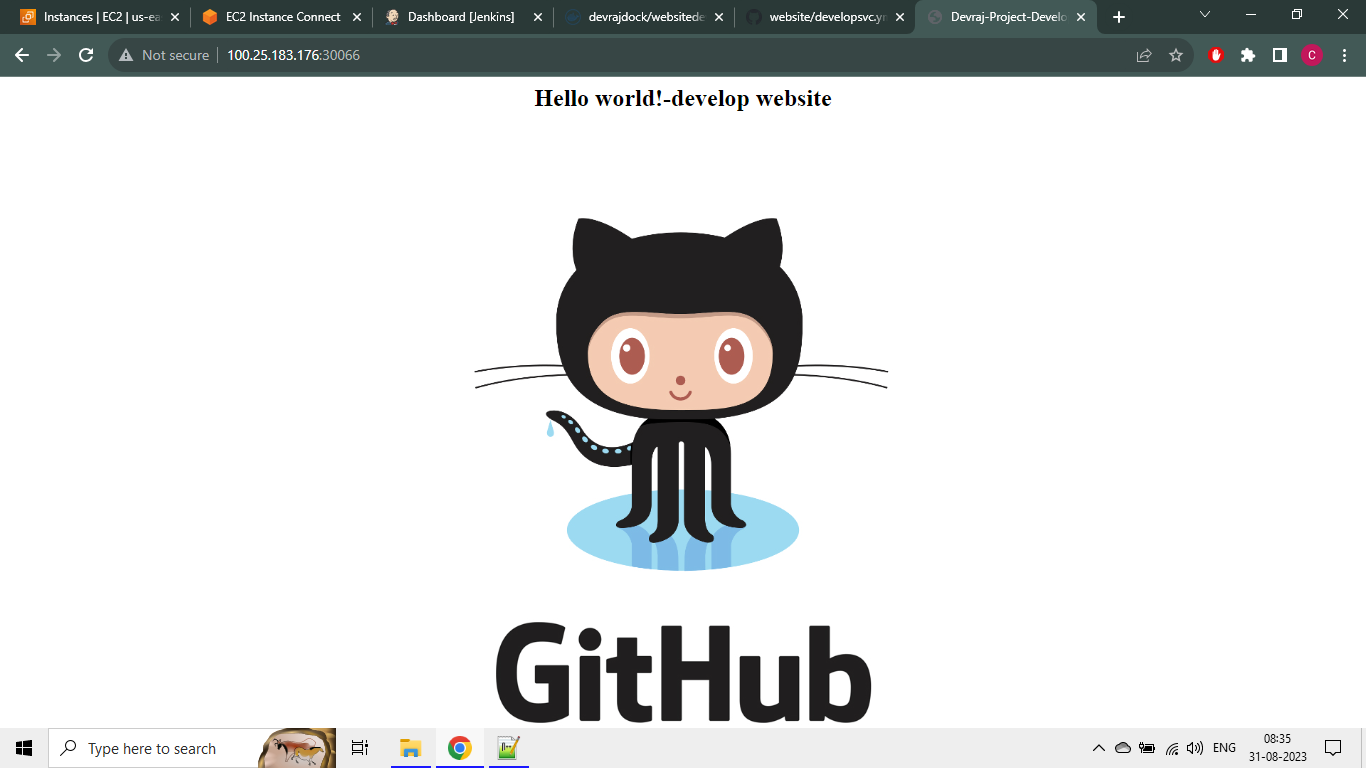 Instances | EC2 | us-ea
EC2 Instance Connect
Dashboard [Jenkins]
devrajdock/websitede
website/developsvc.ym
Devraj-Project-Develo
Not secure
100.25.183.176:30066
C
Hello world!-develop website
GitHub
Type here to search
ENG
08:35
31-08-2023